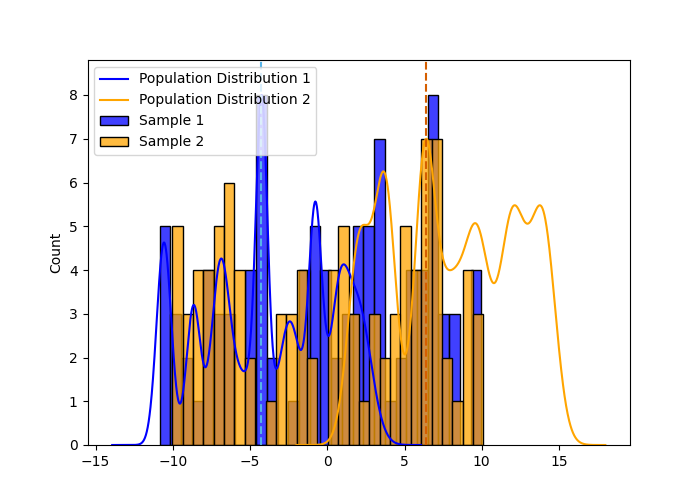 Population Distribution 1
Population Distribution 2
Sample 1
Sample 2
Count
8
7
6
5
4
3
2
1
0
−15 −10 −5 0 5 10 15